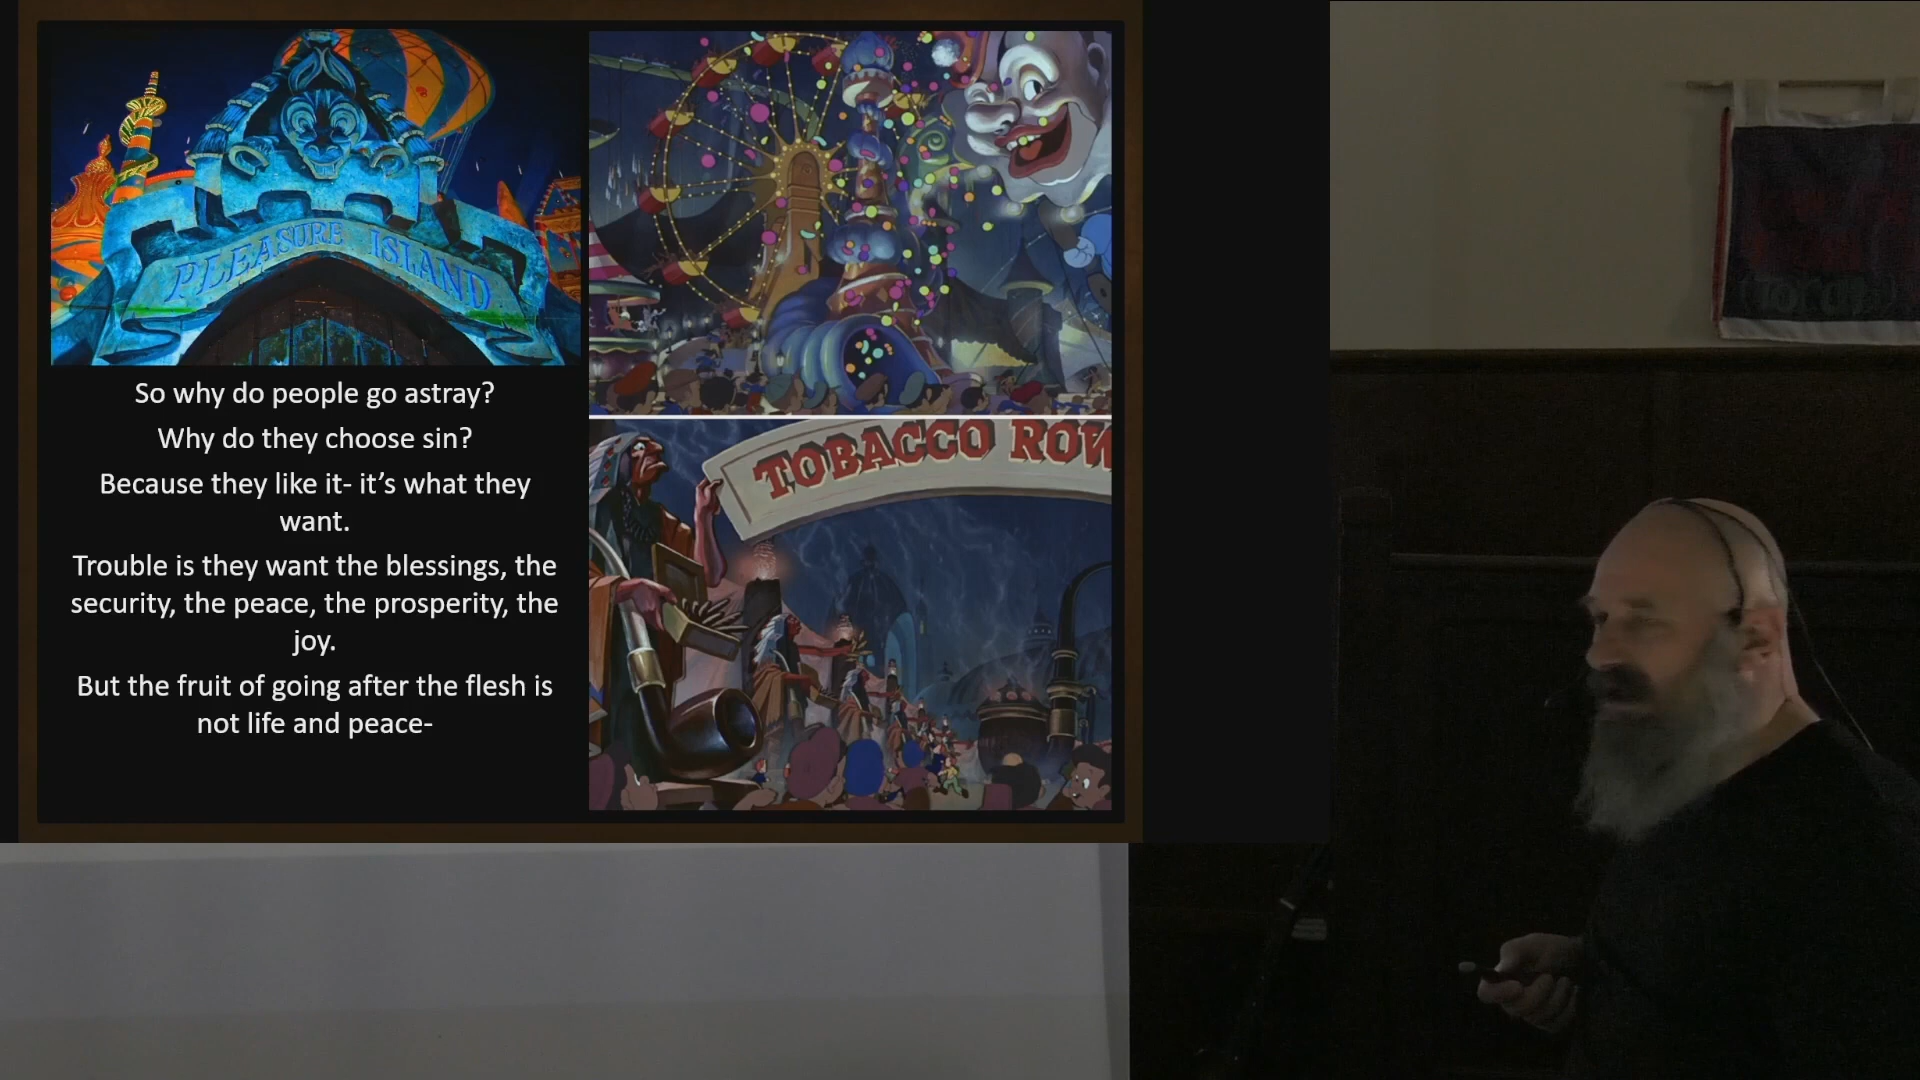 PLEASURE ISLAND
So why do people go astray?
Why do they choose sin?
Because they like it- it’s what they
want.
Trouble is they want the blessings, the
security, the peace, the prosperity, the
joy.
But the fruit of going after the flesh is
not life and peace-
TOBACCO ROW